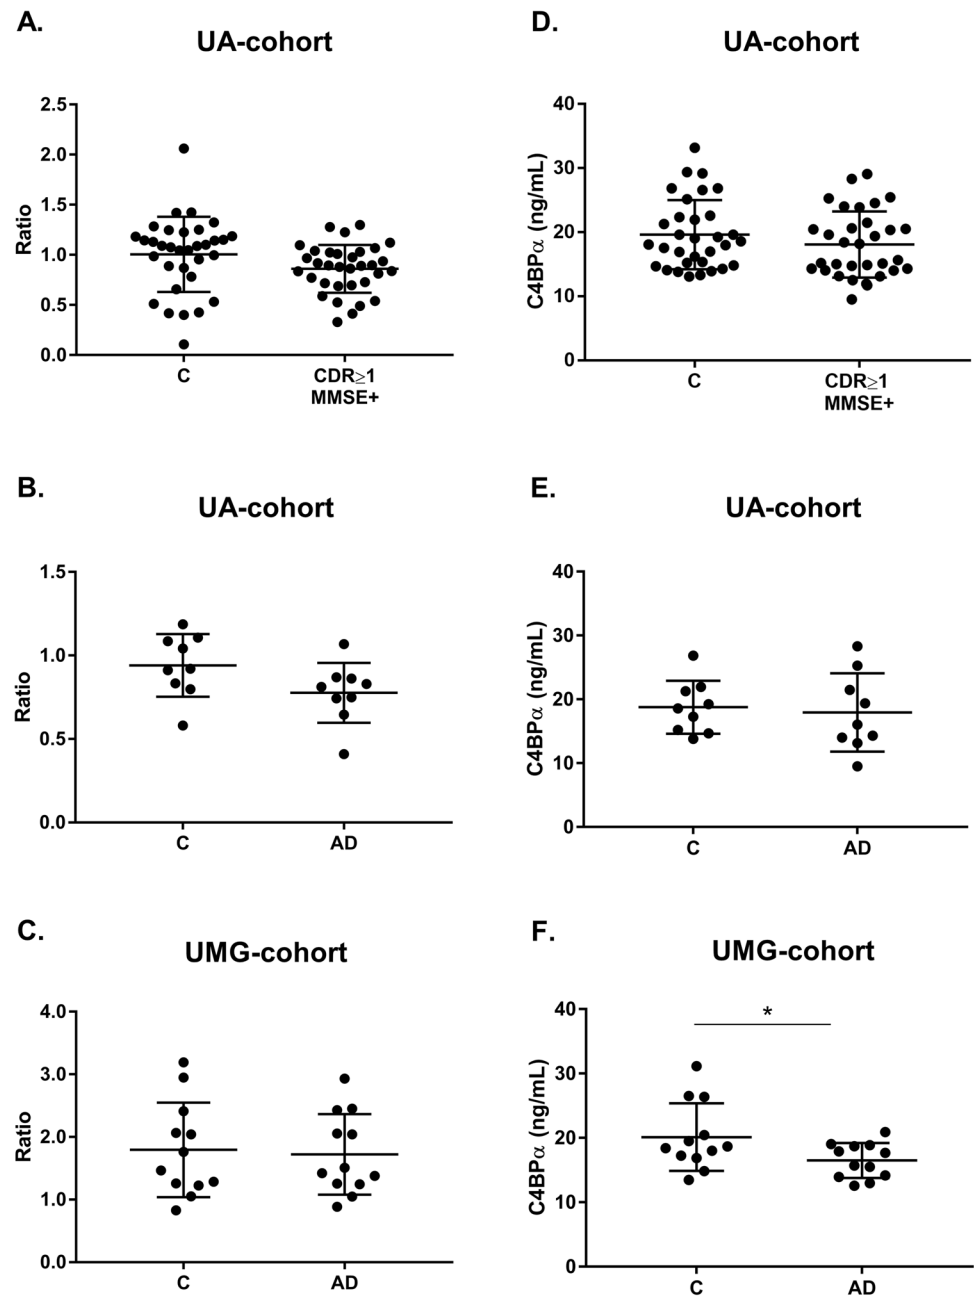 A.
UA-cohort
Ratio
2.5
2.0
1.5
1.0
0.5
0.0
C
CDR≥1
MMSE+
D.
UA-cohort
C4BPα (ng/mL)
40
30
20
10
0
C
CDR≥1
MMSE+
B.
UA-cohort
Ratio
1.5
1.0
0.5
0.0
C
AD
E.
UA-cohort
C4BPα (ng/mL)
40
30
20
10
0
C
AD
C.
UMG-cohort
Ratio
4.0
3.0
2.0
1.0
0.0
C
AD
F.
UMG-cohort
C4BPα (ng/mL)
40
30
20
10
0
*
C
AD